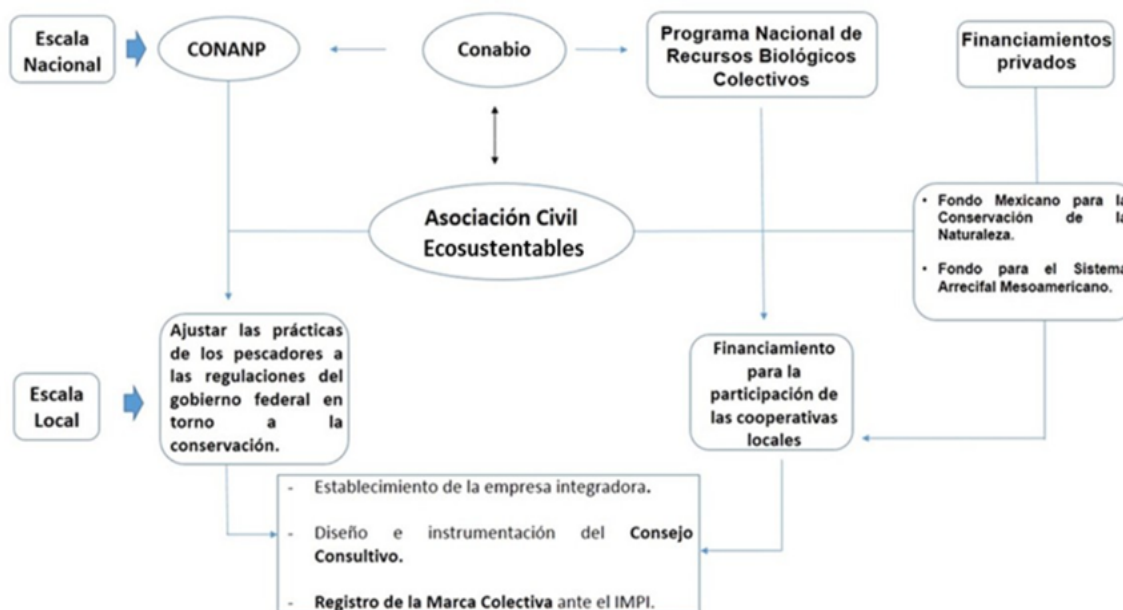 Escala
Nacional
CONANP
Conabio
Programa Nacional de
Recursos Biológicos
Colectivos
Financiamientos
privados
Asociación Civil
Ecosustentables
• Fondo Mexicano para la
Conservación de la
Naturaleza.
• Fondo para el Sistema
Arrecifal Mesoamericano.
Escala
Local
Ajustar las prácticas
de los pescadores a
las regulaciones del
gobierno federal en
torno a la
conservación.
Financiamiento
para la
participación de
las cooperativas
locales
- Establecimiento de la empresa integradora.
- Diseño e instrumentación del Consejo
Consultivo.
- Registro de la Marca Colectiva ante el IMPI.